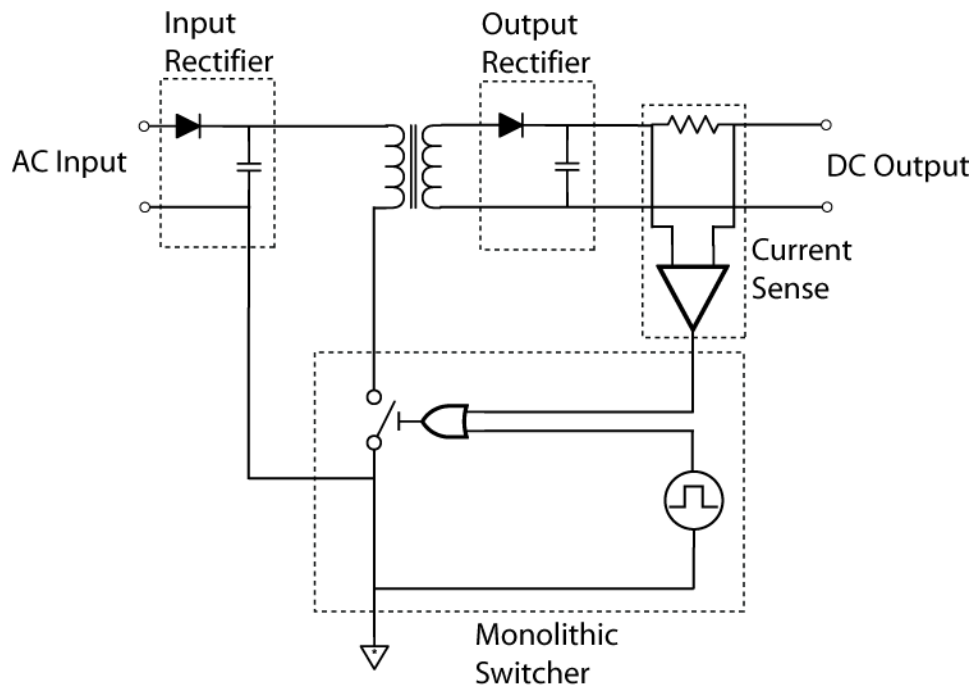 Input
Rectifier
Output
Rectifier
AC Input
DC Output
Current
Sense
Monolithic
Switcher